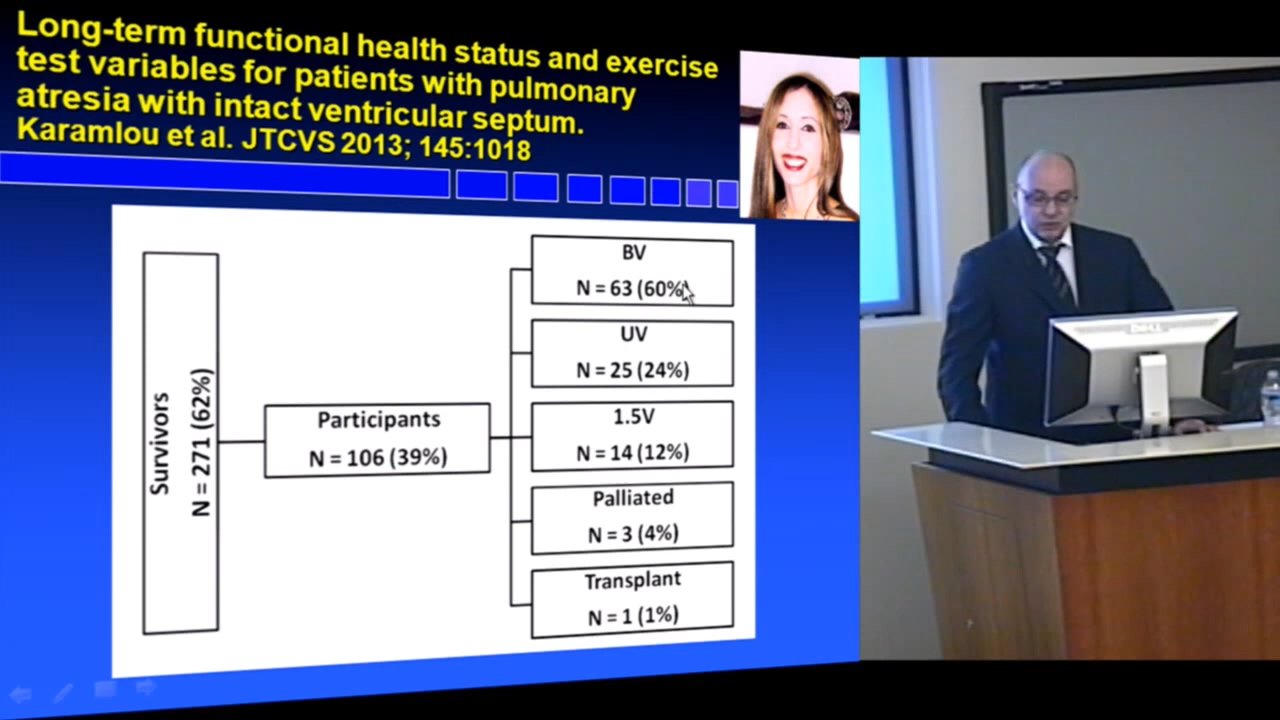 Long-term functional health status and exercise
test variables for patients with pulmonary
atresia with intact ventricular septum.
Karamlou et al. JTCVS 2013; 145:1018
Survivors
N = 271 (62%)
Participants
N = 106 (39%)
BV
N = 63 (60%)
UV
N = 25 (24%)
1.5V
N = 14 (12%)
Palliated
N = 3 (4%)
Transplant
N = 1 (1%)
DELL